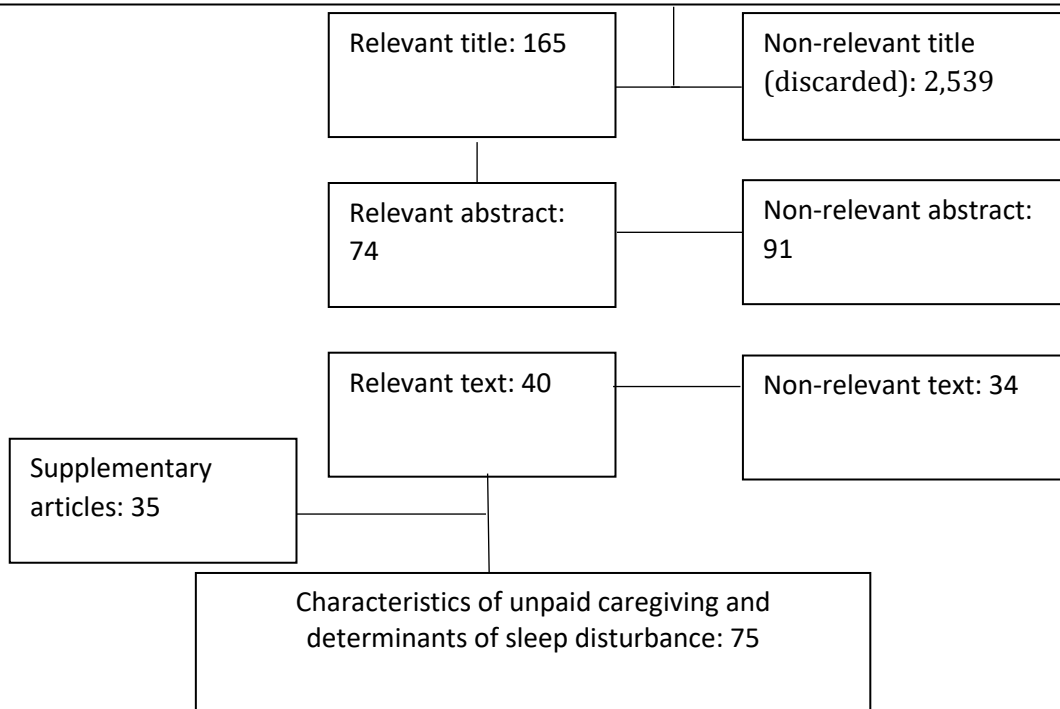 Relevant title: 165
Non-relevant title
(discarded): 2,539
Relevant abstract:
74
Non-relevant abstract:
91
Relevant text: 40
Non-relevant text: 34
Supplementary
articles: 35
Characteristics of unpaid caregiving and
determinants of sleep disturbance: 75